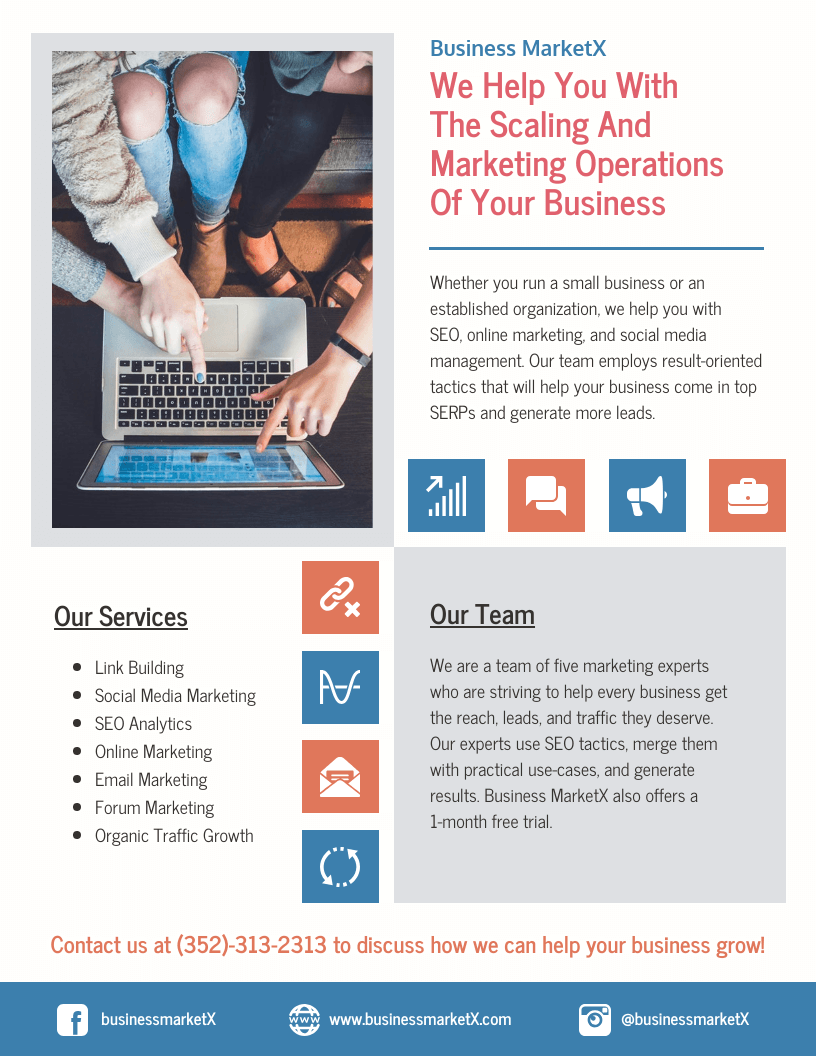 Business MarketX
We Help You With
The Scaling And
Marketing Operations
Of Your Business
Whether you run a small business or an
established organization, we help you with
SEO, online marketing, and social media
management. Our team employs result-oriented
tactics that will help your business come in top
SERPs and generate more leads.
Our Services
Link Building
Social Media Marketing
SEO Analytics
Online Marketing
Email Marketing
Forum Marketing
Organic Traffic Growth
Our Team
We are a team of five marketing experts
who are striving to help every business get
the reach, leads, and traffic they deserve.
Our experts use SEO tactics, merge them
with practical use-cases, and generate
results. Business MarketX also offers a
1-month free trial.
Contact us at (352)-313-2313 to discuss how we can help your business grow!
businessmarketX
www
www.businessmarketX.com
@businessmarketX